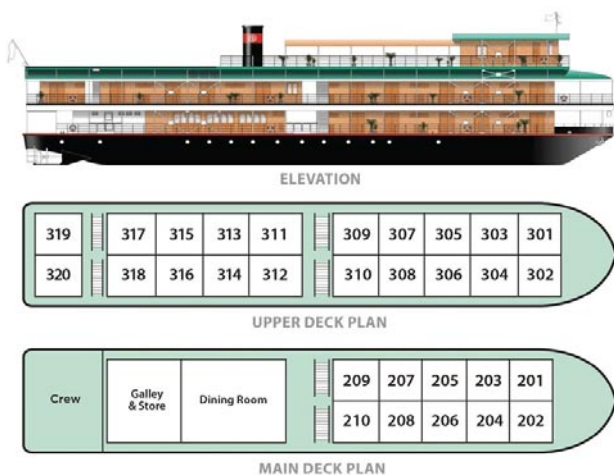 ELEVATION
319 317 315 313 311 309 307 305 303 301
320 318 316 314 312 310 308 306 304 302
UPPER DECK PLAN
Crew
Galley
& Store
Dining Room
209 207 205 203 201
210 208 206 204 202
MAIN DECK PLAN